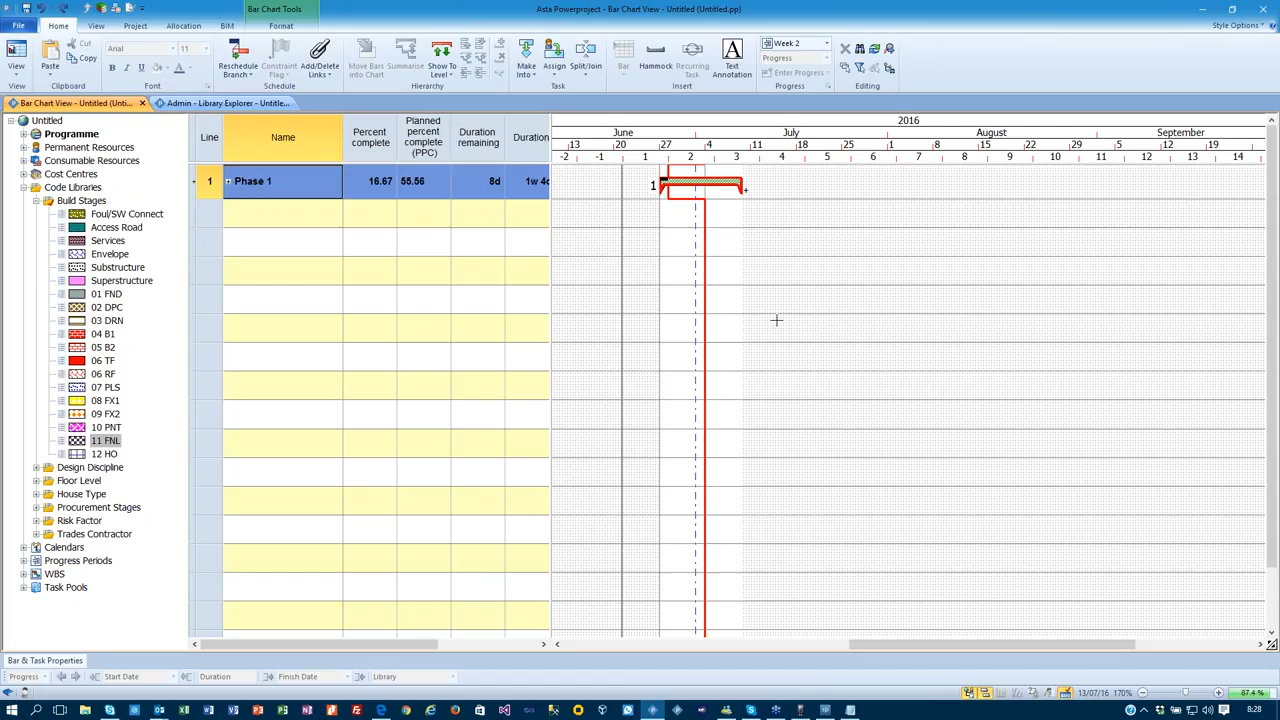 Bar Chart Tools
Asta Powerproject - Bar Chart View - Untitled (Untitled.pp)
File Home View Project Allocation BIM Format
Style Options
View Paste Cut Copy Arial 11 Reschedule Branch Add/Delete Links Move Bars into Chart Summarise Show To Level Make Into Assign Split/Join Bar Hammock Recurring Task Text Annotation Week 2 Progress Enter Progress
View Clipboard Font Schedule Hierarchy Task Insert Progress Editing
Bar Chart View - Untitled (Unti... Admin - Library Explorer - Untitle...
Untitled
Programme
Permanent Resources
Consumable Resources
Cost Centres
Code Libraries
Build Stages
Foul/SW Connect
Access Road
Services
Envelope
Substructure
Superstructure
01 FND
02 DPC
03 DRN
04 B1
05 B2
06 TF
06 RF
07 PLS
08 FX1
09 FX2
10 PNT
11 FNL
12 HO
Design Discipline
Floor Level
House Type
Procurement Stages
Risk Factor
Trades Contractor
Calendars
Progress Periods
WBS
Task Pools
Line Name Percent complete Planned percent complete (PPC) Duration remaining Duration
1 Phase 1 16.67 55.56 8d 1w 4d
2016
June July August September
13 20 27 4 11 18 25 1 8 15 22 29 5 12 19
-2 -1 1 2 3 4 5 6 7 8 9 10 11 12 13 14
1
Bar & Task Properties
Progress Start Date Duration Finish Date Library
13/07/16 170% 87.4 %
8:28